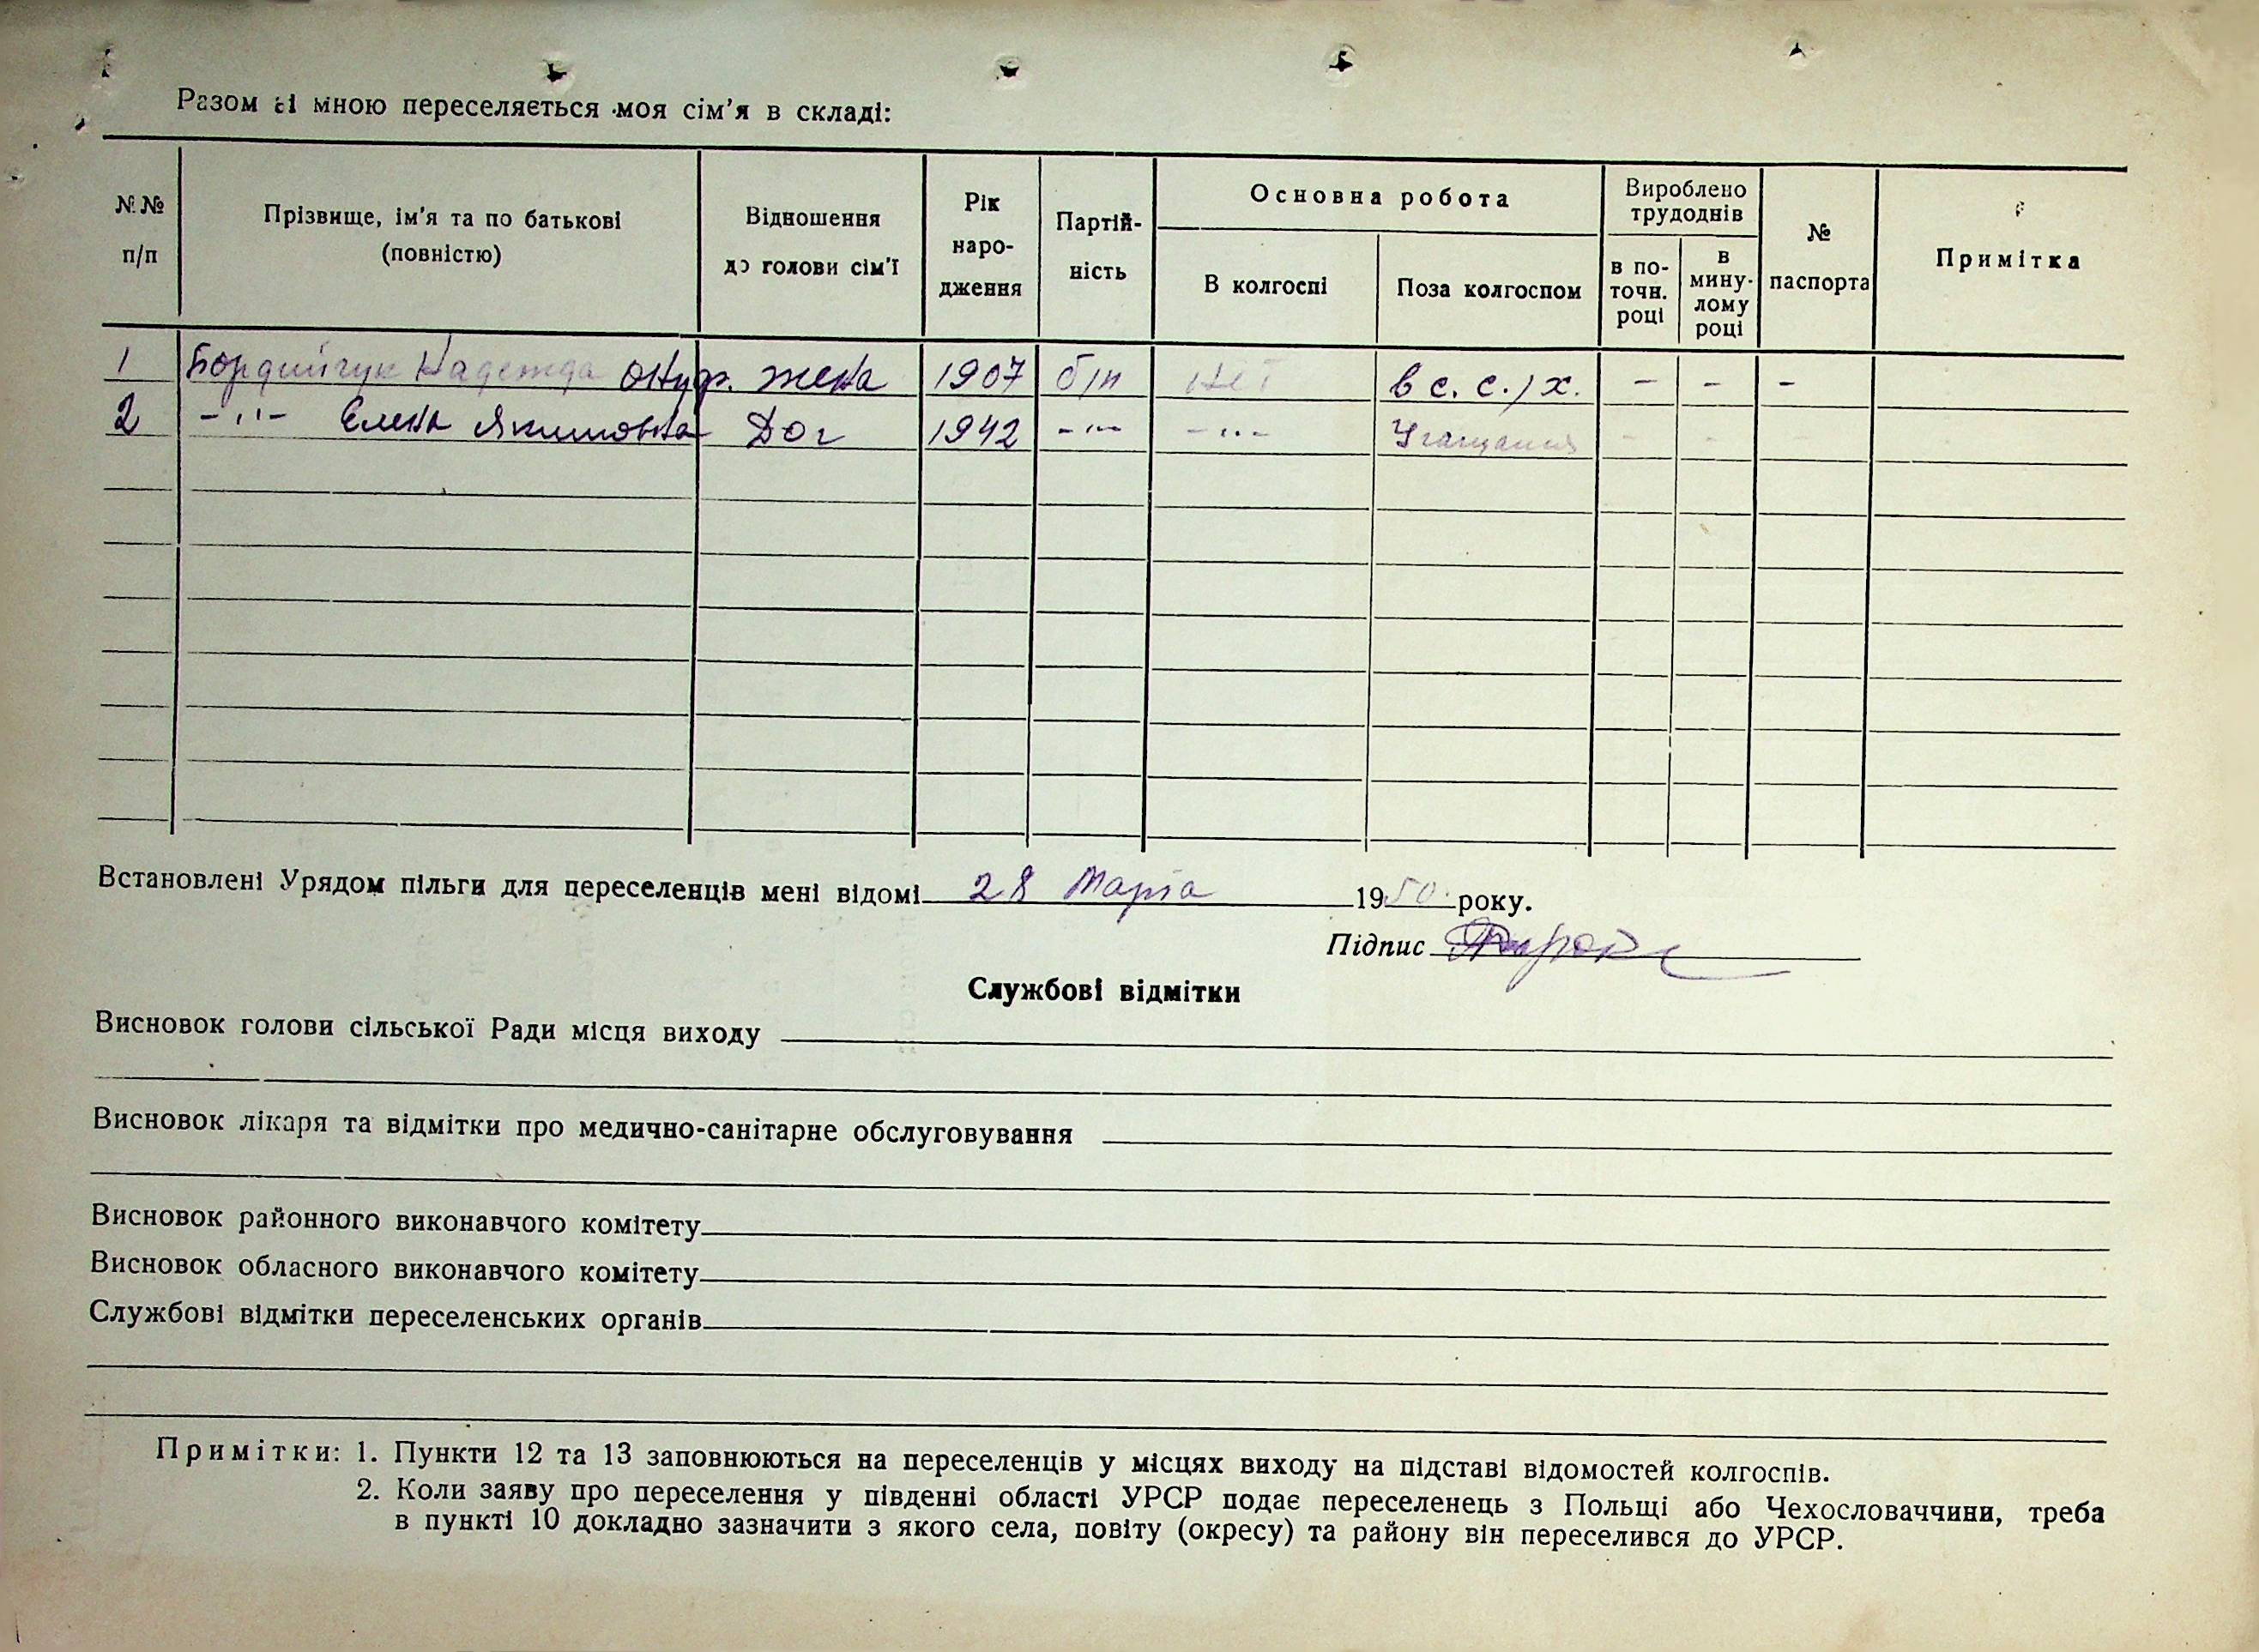 Разом зі мною переселяється моя сім'я в складі:
№№ п/п
Прізвище, ім'я та по батькові (повністю)
Відношення до голови сім'ї
Рік народження
Партійність
Основна робота
В колгоспі
Поза колгоспом
Вироблено трудоднів
в поточн. році
в минулому році
№ паспорта
Примітка
1 Бордийчук Надежда Онуф. жена 1907 б/п нет в с. с./х. – – –
2 –"– Елена Якимовна Доч 1942 –"– –"– Учащаяся – –
Встановлені Урядом пільги для переселенців мені відомі 28 Марта 1950 року.
Підпис
Службові відмітки
Висновок голови сільської Ради місця виходу
Висновок лікаря та відмітки про медично-санітарне обслуговування
Висновок районного виконавчого комітету
Висновок обласного виконавчого комітету
Службові відмітки переселенських органів
Примітки: 1. Пункти 12 та 13 заповнюються на переселенців у місцях виходу на підставі відомостей колгоспів.
2. Коли заяву про переселення у південні області УРСР подає переселенець з Польщі або Чехословаччини, треба
в пункті 10 докладно зазначити з якого села, повіту (окресу) та району він переселився до УРСР.